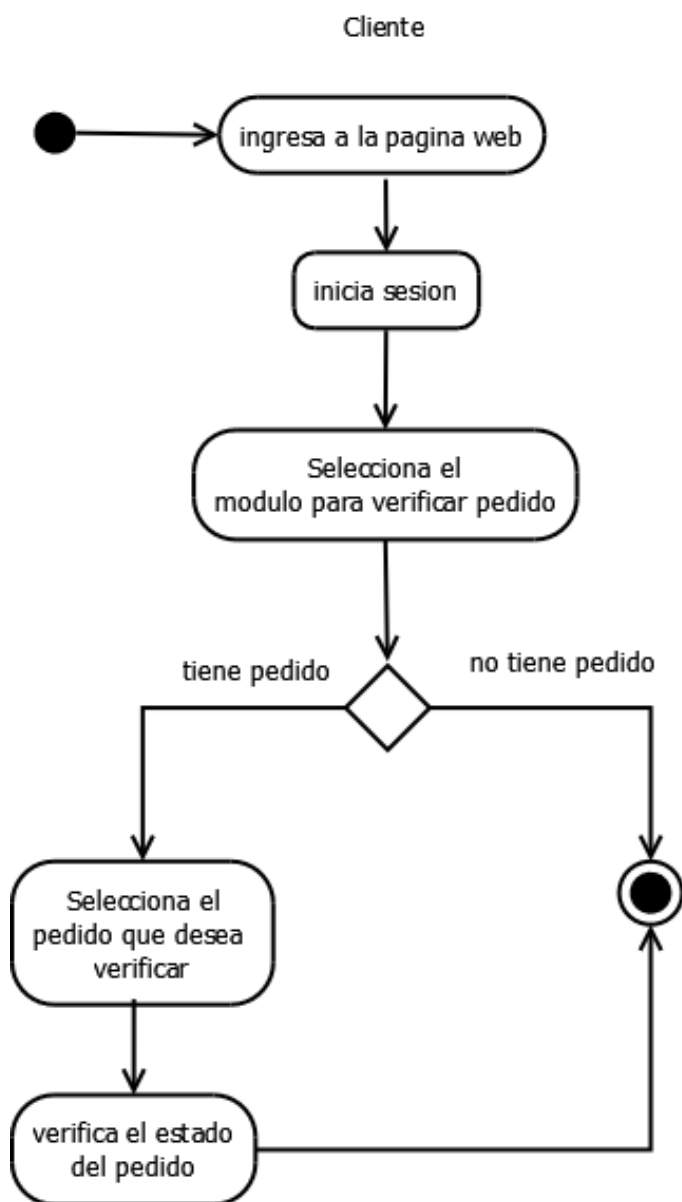 Cliente
ingresa a la pagina web
inicia sesion
Selecciona el
modulo para verificar pedido
tiene pedido
no tiene pedido
Selecciona el
pedido que desea
verificar
verifica el estado
del pedido